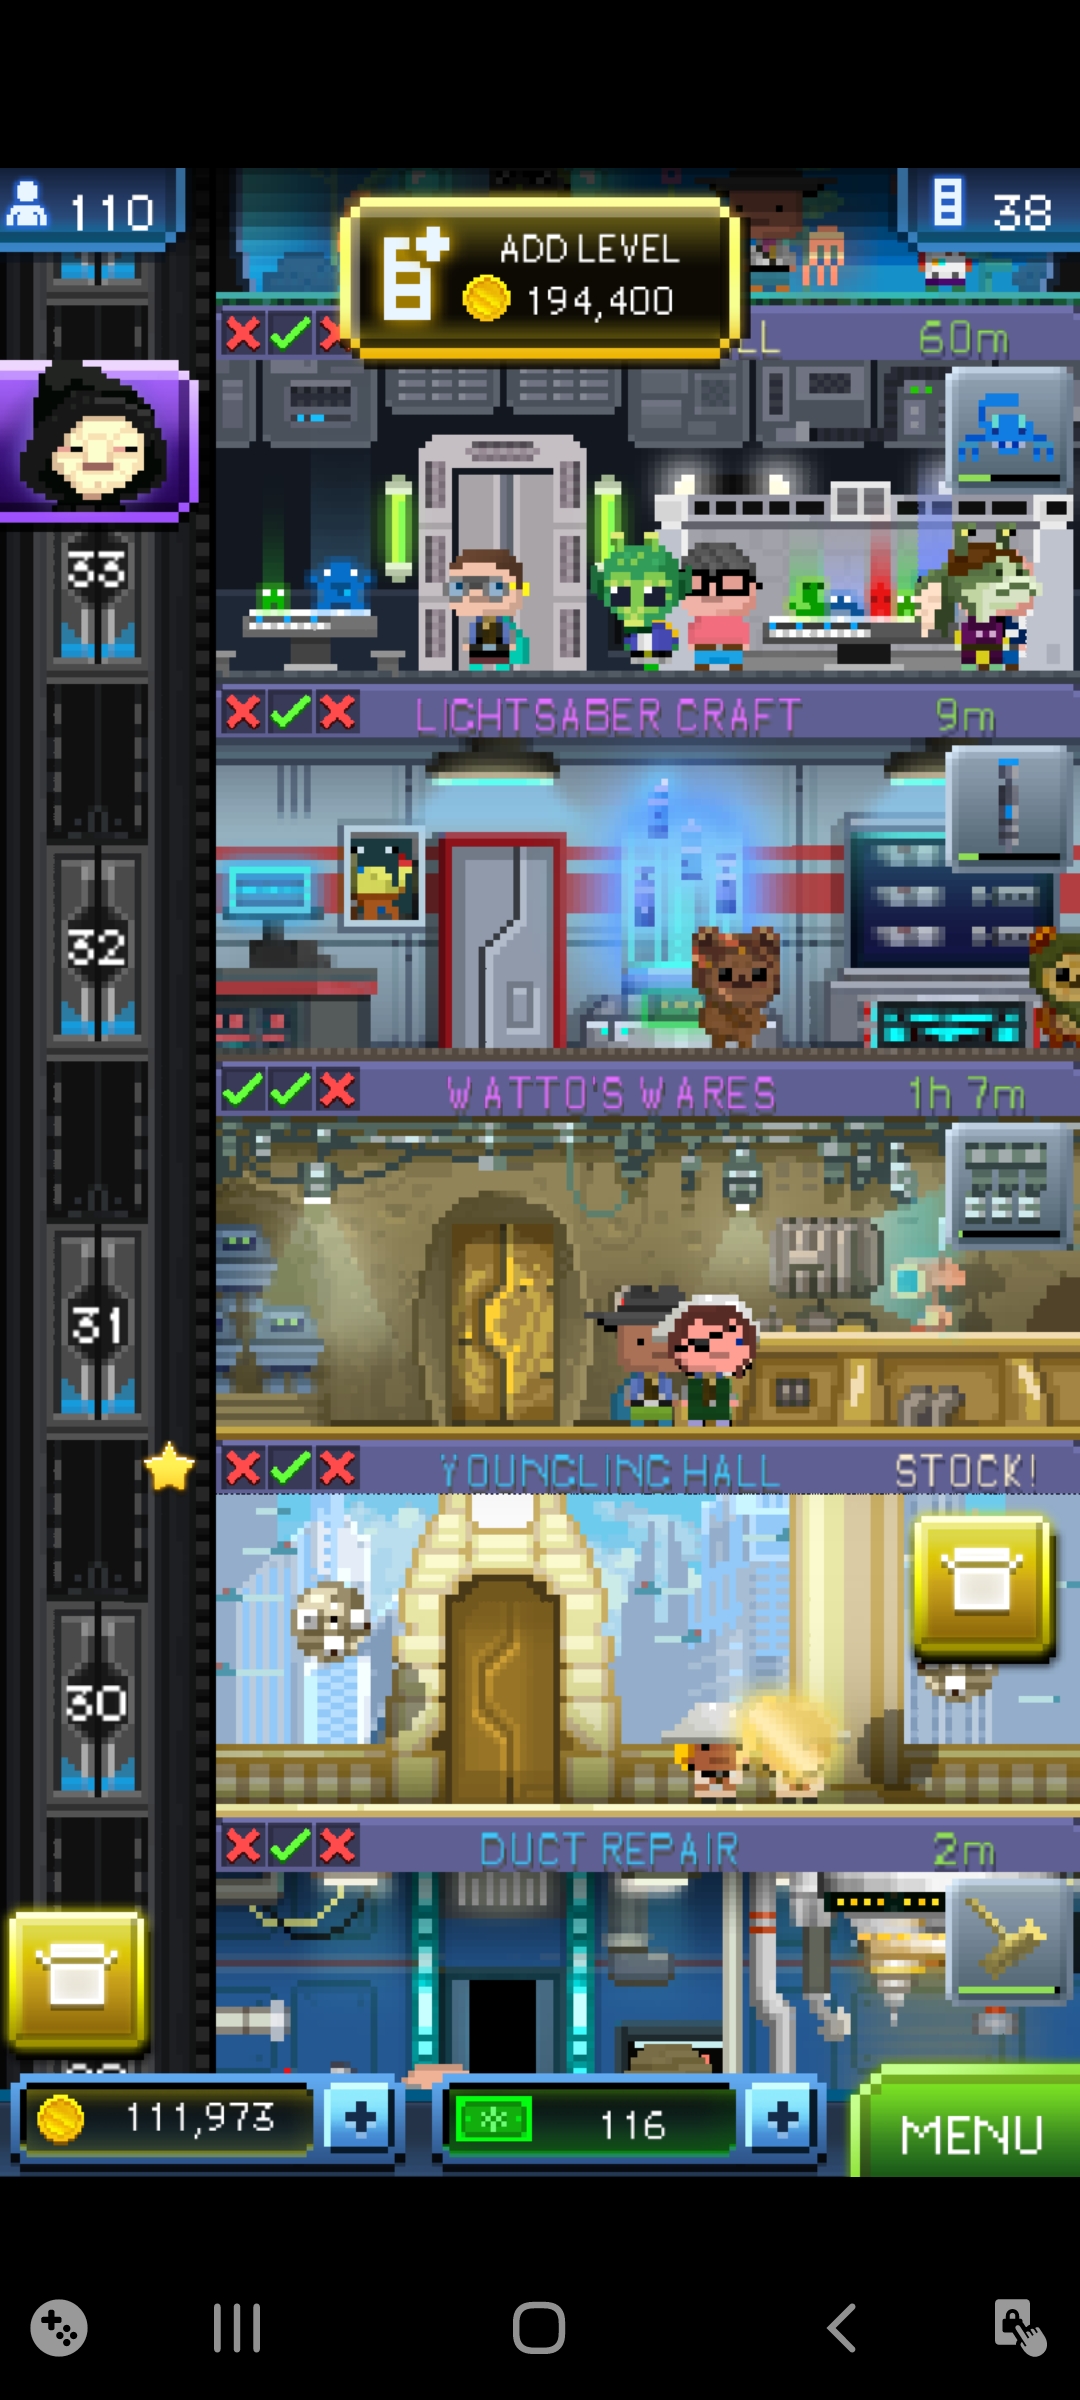 110
ADD LEVEL
194,400
38
LL
60m
33
LIGHTSABER CRAFT
9m
32
WATTO'S WARES
1h 7m
31
YOUNGLING HALL
STOCK!
30
DUCT REPAIR
2m
111,973
116
MENU